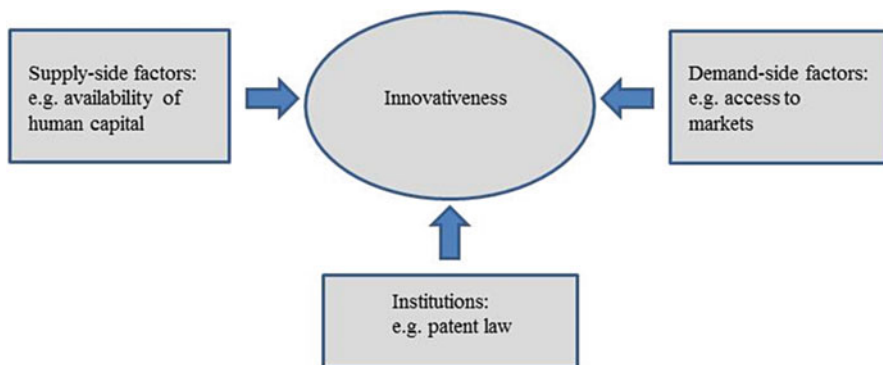 Supply-side factors:
e.g. availability of
human capital
Innovativeness
Demand-side factors:
e.g. access to
markets
Institutions:
e.g. patent law